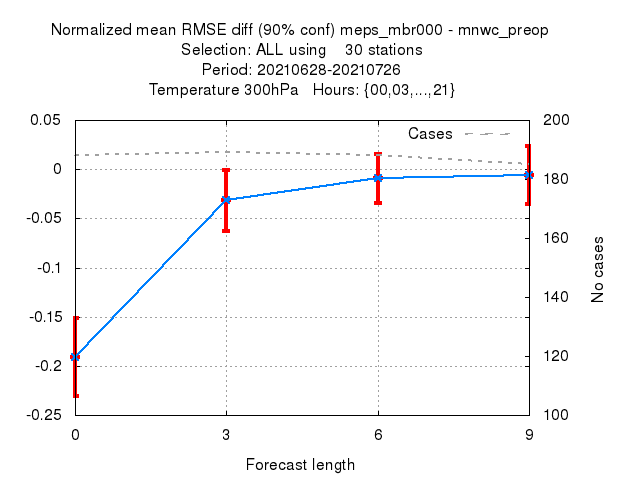 Normalized mean RMSE diff (90% conf) meps_mbr000 - mnwc_preop
Selection: ALL using    30 stations
Period: 20210628-20210726
Temperature 300hPa   Hours: {00,03,...,21}
Cases
0.05
0
-0.05
-0.1
-0.15
-0.2
-0.25
200
180
160
140
120
100
No cases
0 3 6 9
Forecast length